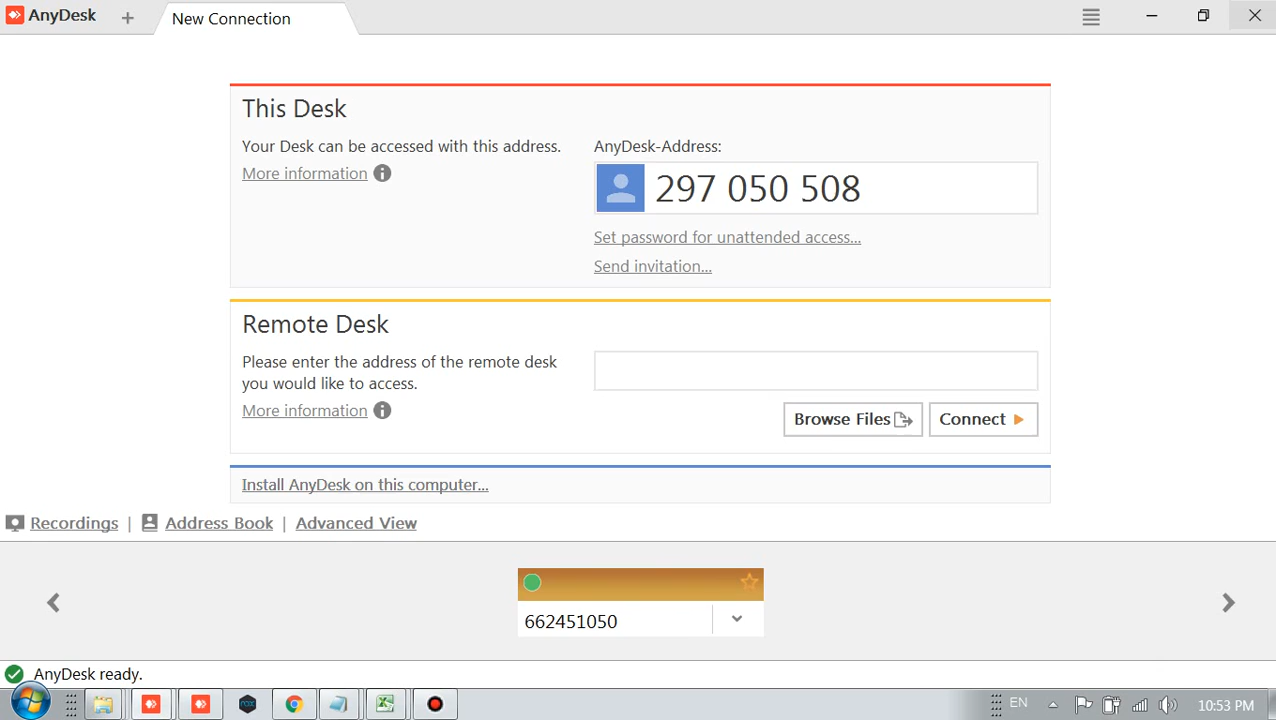 AnyDesk
New Connection
This Desk
Your Desk can be accessed with this address.
More information
AnyDesk-Address:
297 050 508
Set password for unattended access...
Send invitation...
Remote Desk
Please enter the address of the remote desk
you would like to access.
More information
Browse Files
Connect
Install AnyDesk on this computer...
Recordings | Address Book | Advanced View
662451050
AnyDesk ready.
EN
10:53 PM